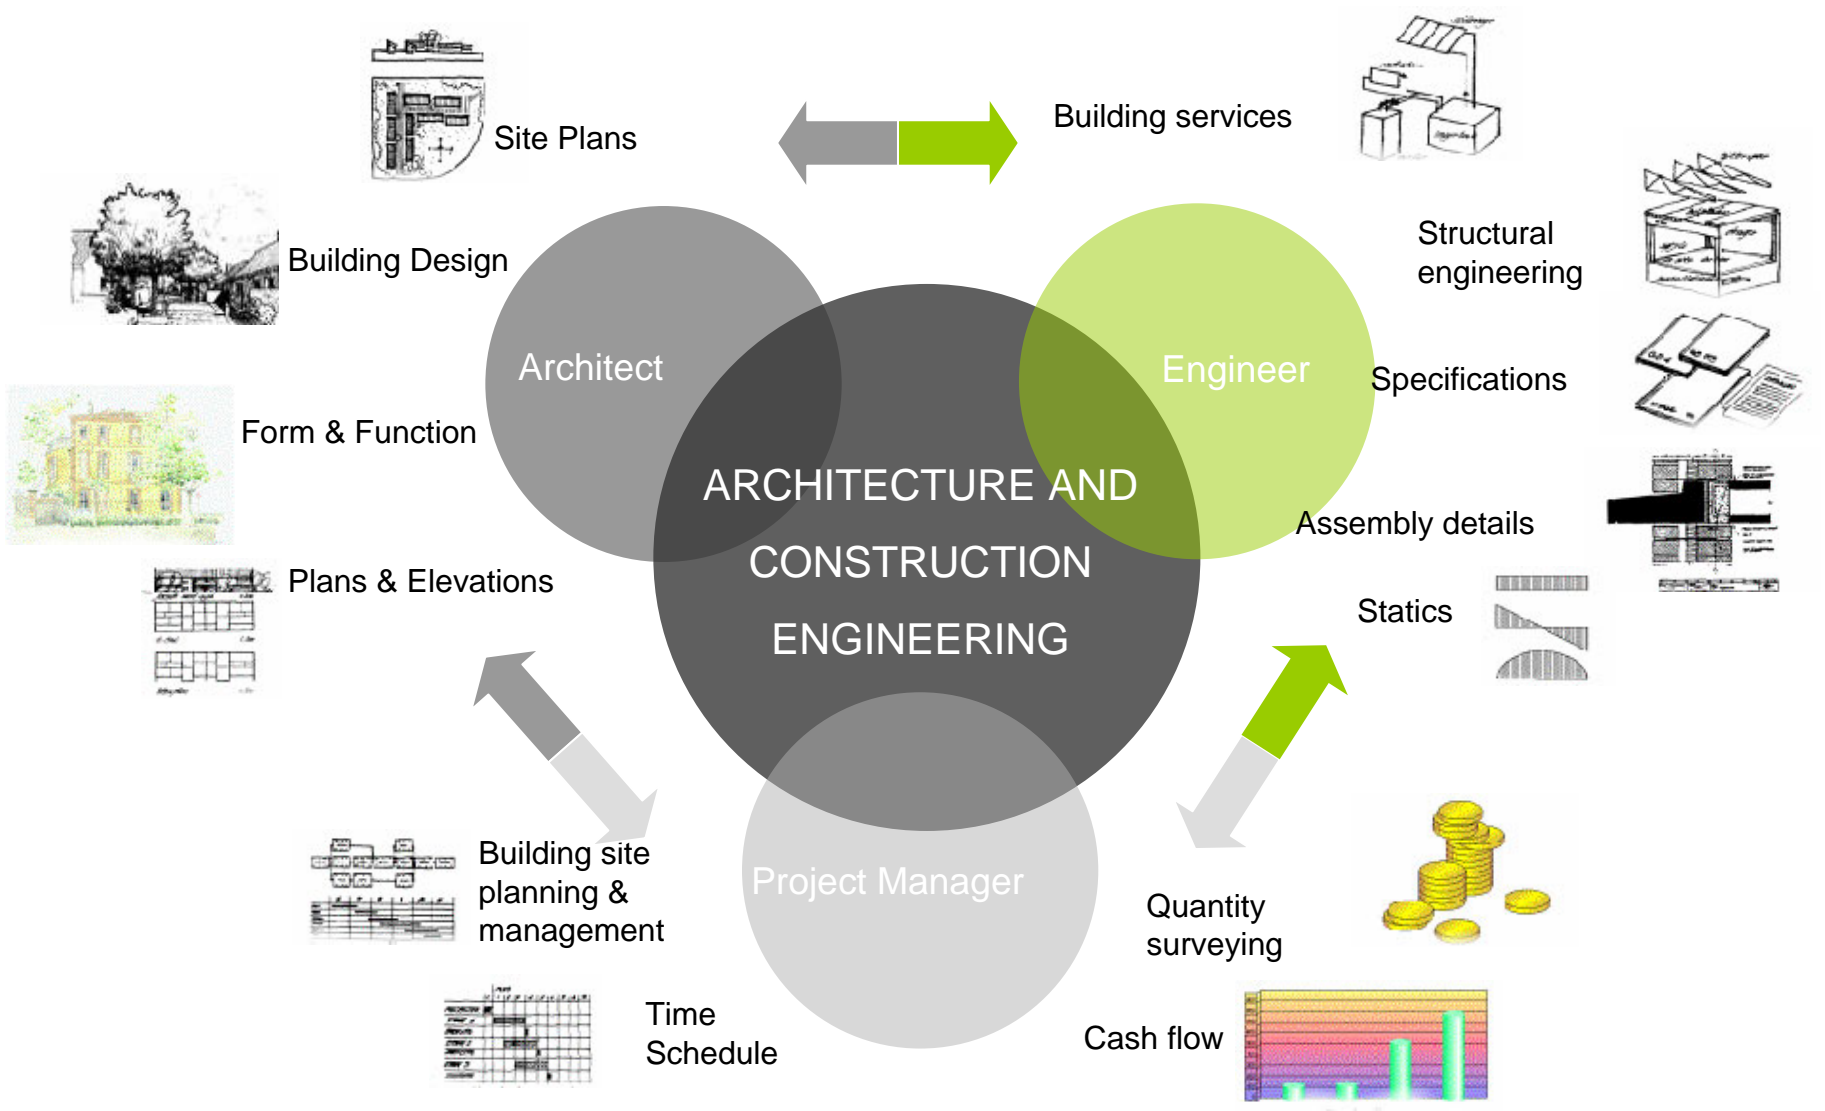 Site Plans
Building services
Building Design
Structural
engineering
Architect
Engineer
Specifications
Form & Function
ARCHITECTURE AND
CONSTRUCTION
ENGINEERING
Assembly details
Plans & Elevations
Statics
Building site
planning &
management
Project Manager
Quantity
surveying
Time
Schedule
Cash flow